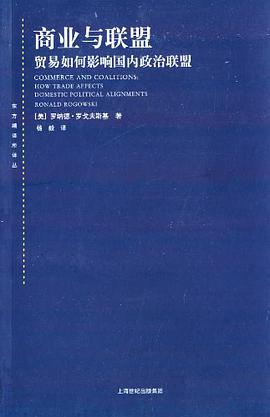 商业与联盟
贸易如何影响国内政治联盟
COMMERCE AND COALITIONS:
HOW TRADE AFFECTS
DOMESTIC POLITICAL ALIGNMENTS
RONALD ROGOWSKI
[美] 罗纳德·罗戈夫斯基 著
杨毅 译
东方编译所译丛
上海世纪出版集团